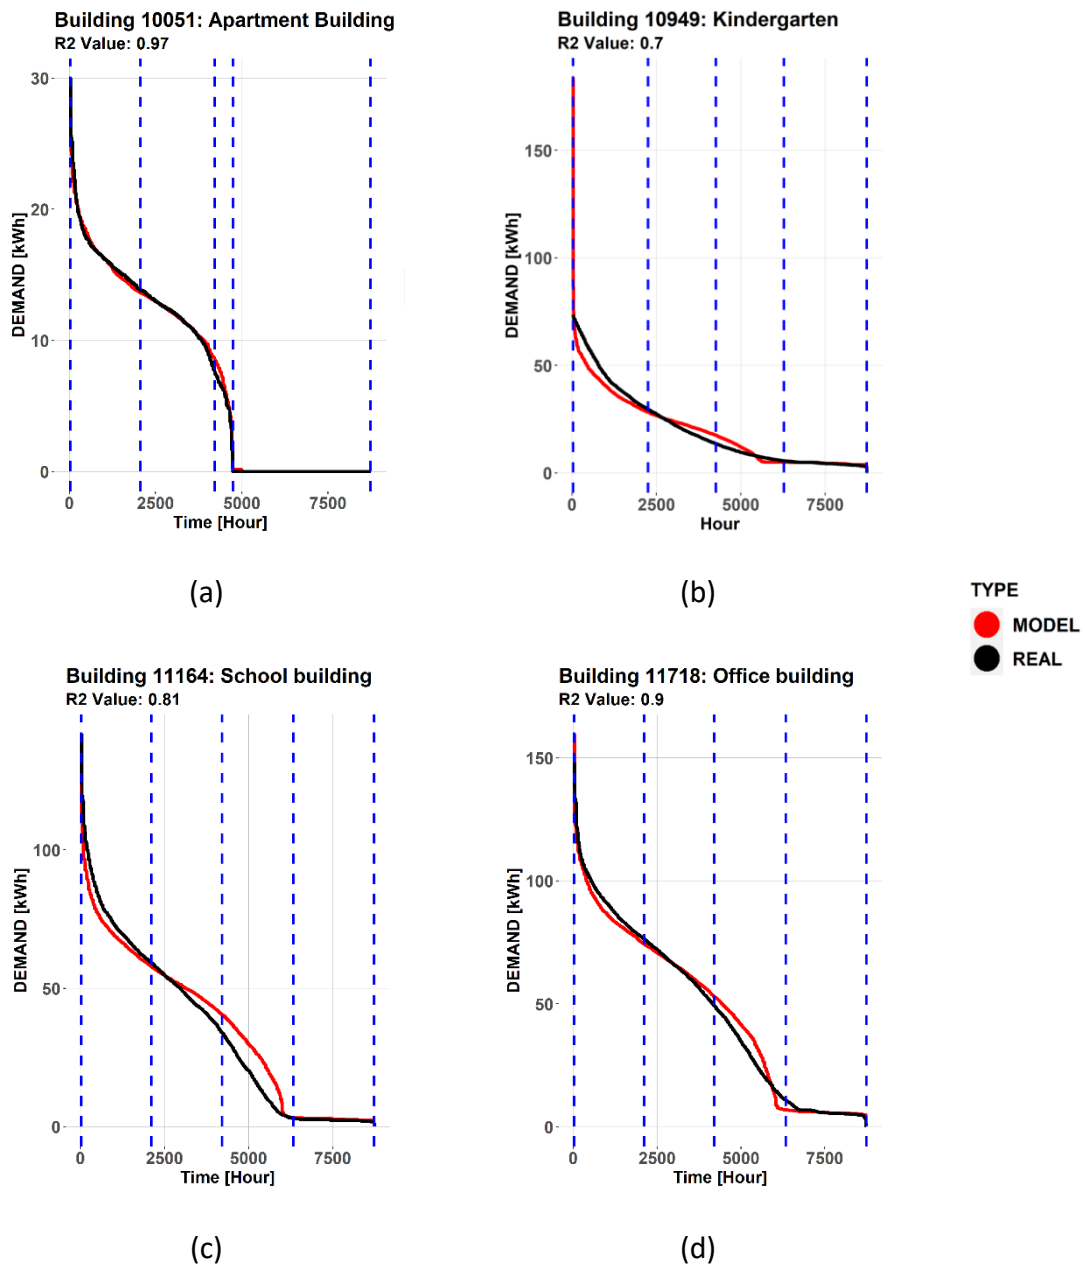 Building 10051: Apartment Building
R2 Value: 0.97
DEMAND [kWh]
30
20
10
0
0 2500 5000 7500
Time [Hour]
(a)
Building 10949: Kindergarten
R2 Value: 0.7
DEMAND [kWh]
150
100
50
0
0 2500 5000 7500
Hour
(b)
TYPE
MODEL
REAL
Building 11164: School building
R2 Value: 0.81
DEMAND [kWh]
100
50
0
0 2500 5000 7500
Time [Hour]
(c)
Building 11718: Office building
R2 Value: 0.9
DEMAND [kWh]
150
100
50
0
0 2500 5000 7500
Time [Hour]
(d)